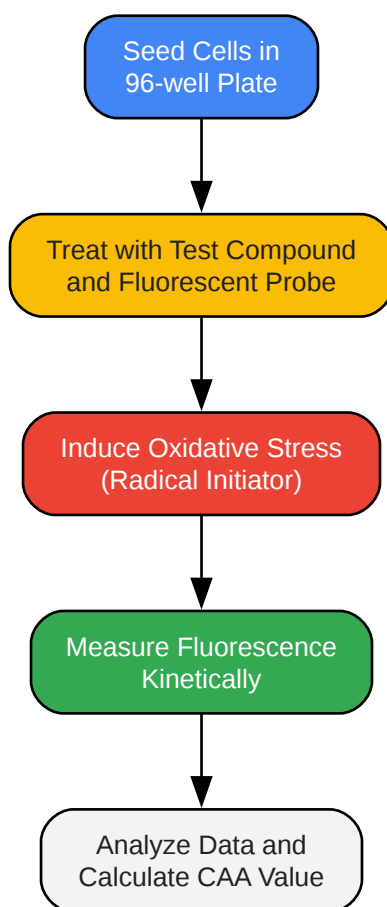 Seed Cells in
96-well Plate
Treat with Test Compound
and Fluorescent Probe
Induce Oxidative Stress
(Radical Initiator)
Measure Fluorescence
Kinetically
Analyze Data and
Calculate CAA Value